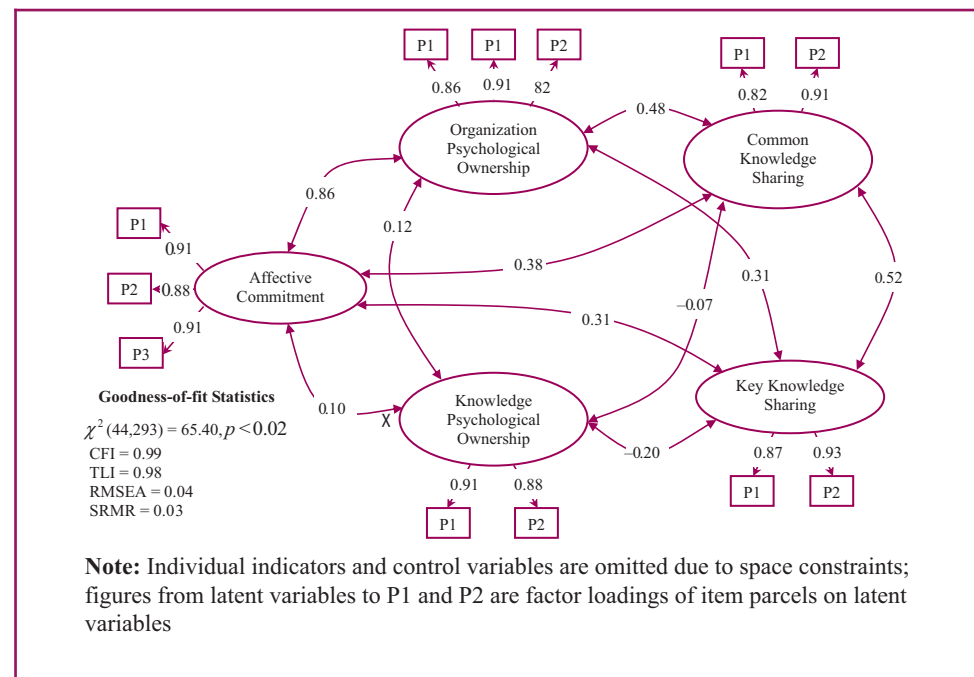 P1
P1
P2
P1
P2
0.86
0.91
82
0.82
0.91
0.48
Organization
Psychological
Ownership
Common
Knowledge
Sharing
0.86
0.12
P1
0.91
P2
0.88
0.91
P3
Affective
Commitment
0.38
0.31
0.52
–0.07
0.31
Goodness-of-fit Statistics
χ² (44,293) = 65.40, p < 0.02
CFI = 0.99
TLI = 0.98
RMSEA = 0.04
SRMR = 0.03
0.10
χ
Knowledge
Psychological
Ownership
Key Knowledge
Sharing
–0.20
0.91
0.88
0.87
0.93
P1
P2
P1
P2
Note: Individual indicators and control variables are omitted due to space constraints;
figures from latent variables to P1 and P2 are factor loadings of item parcels on latent
variables